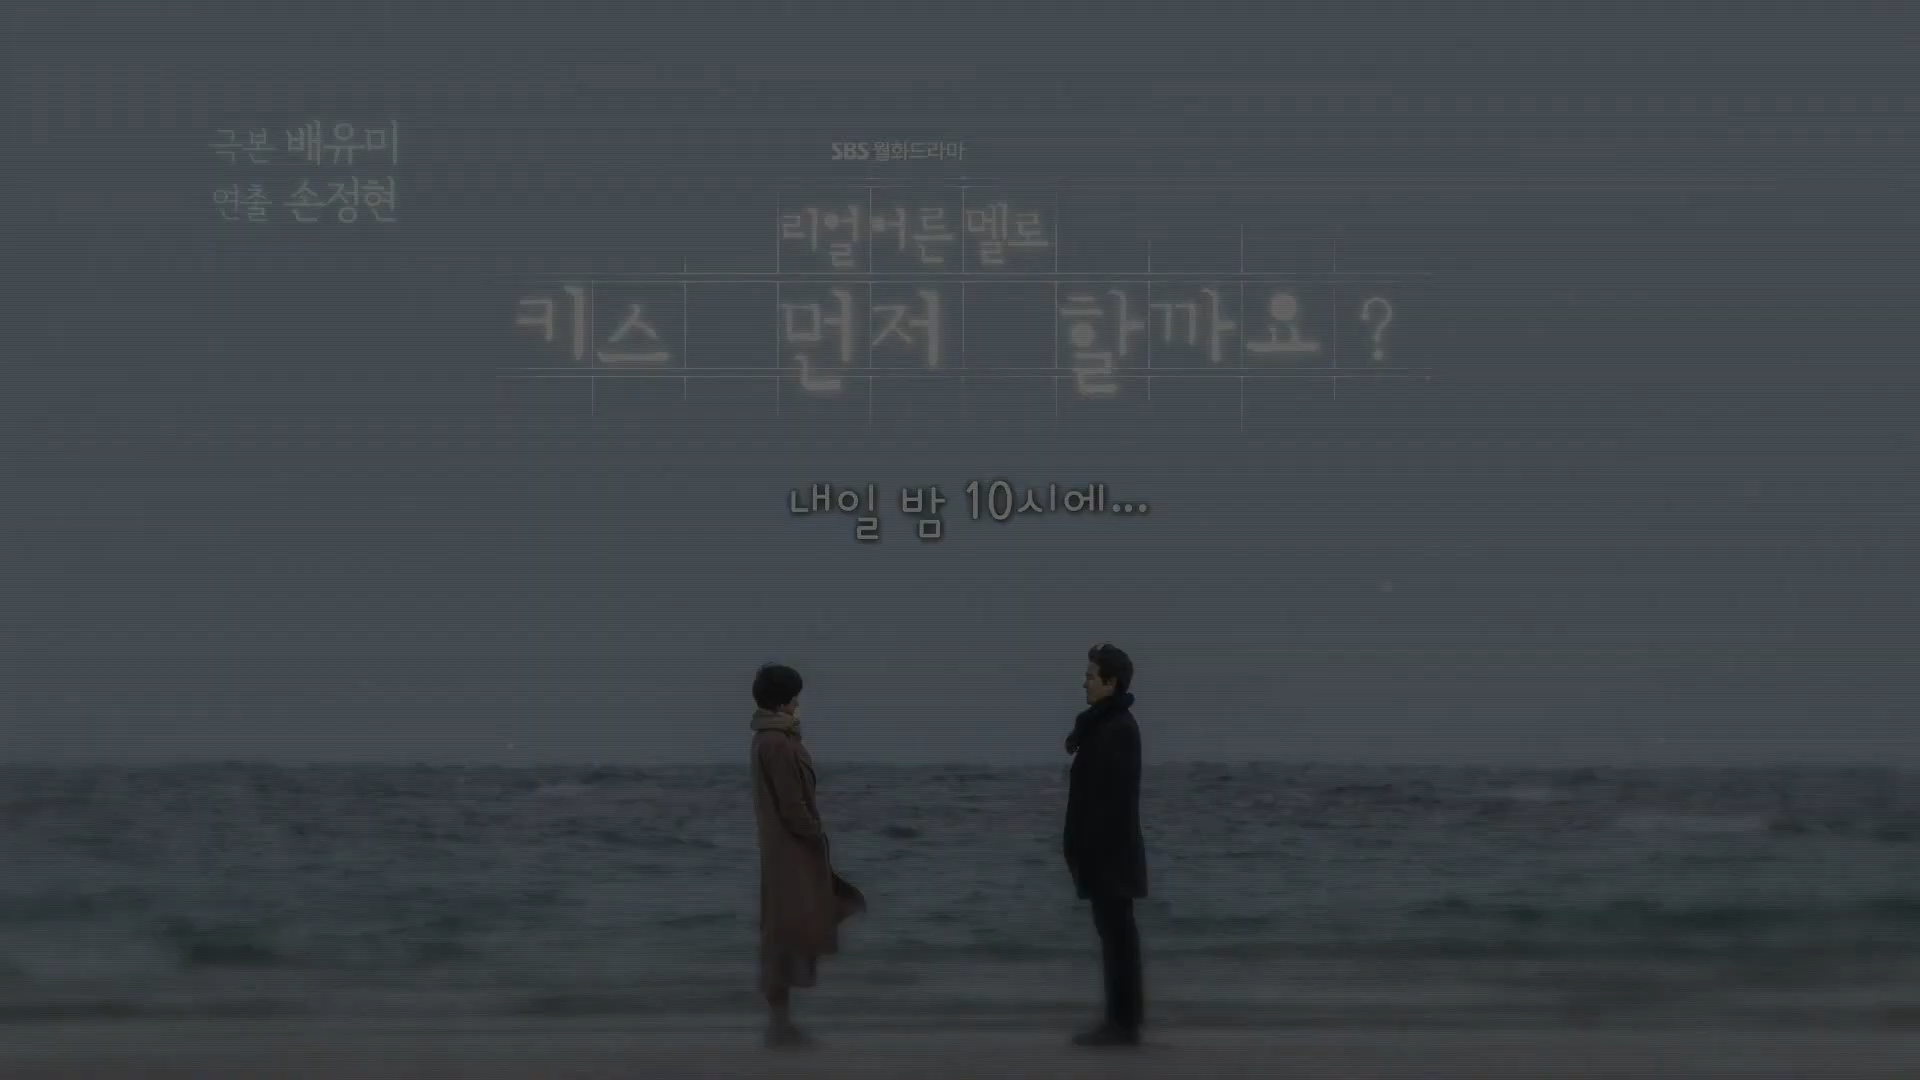 극본 배유미
연출 손정현
SBS 월화드라마
리얼어른멜로
키스 먼저 할까요?
내일 밤 10시에...